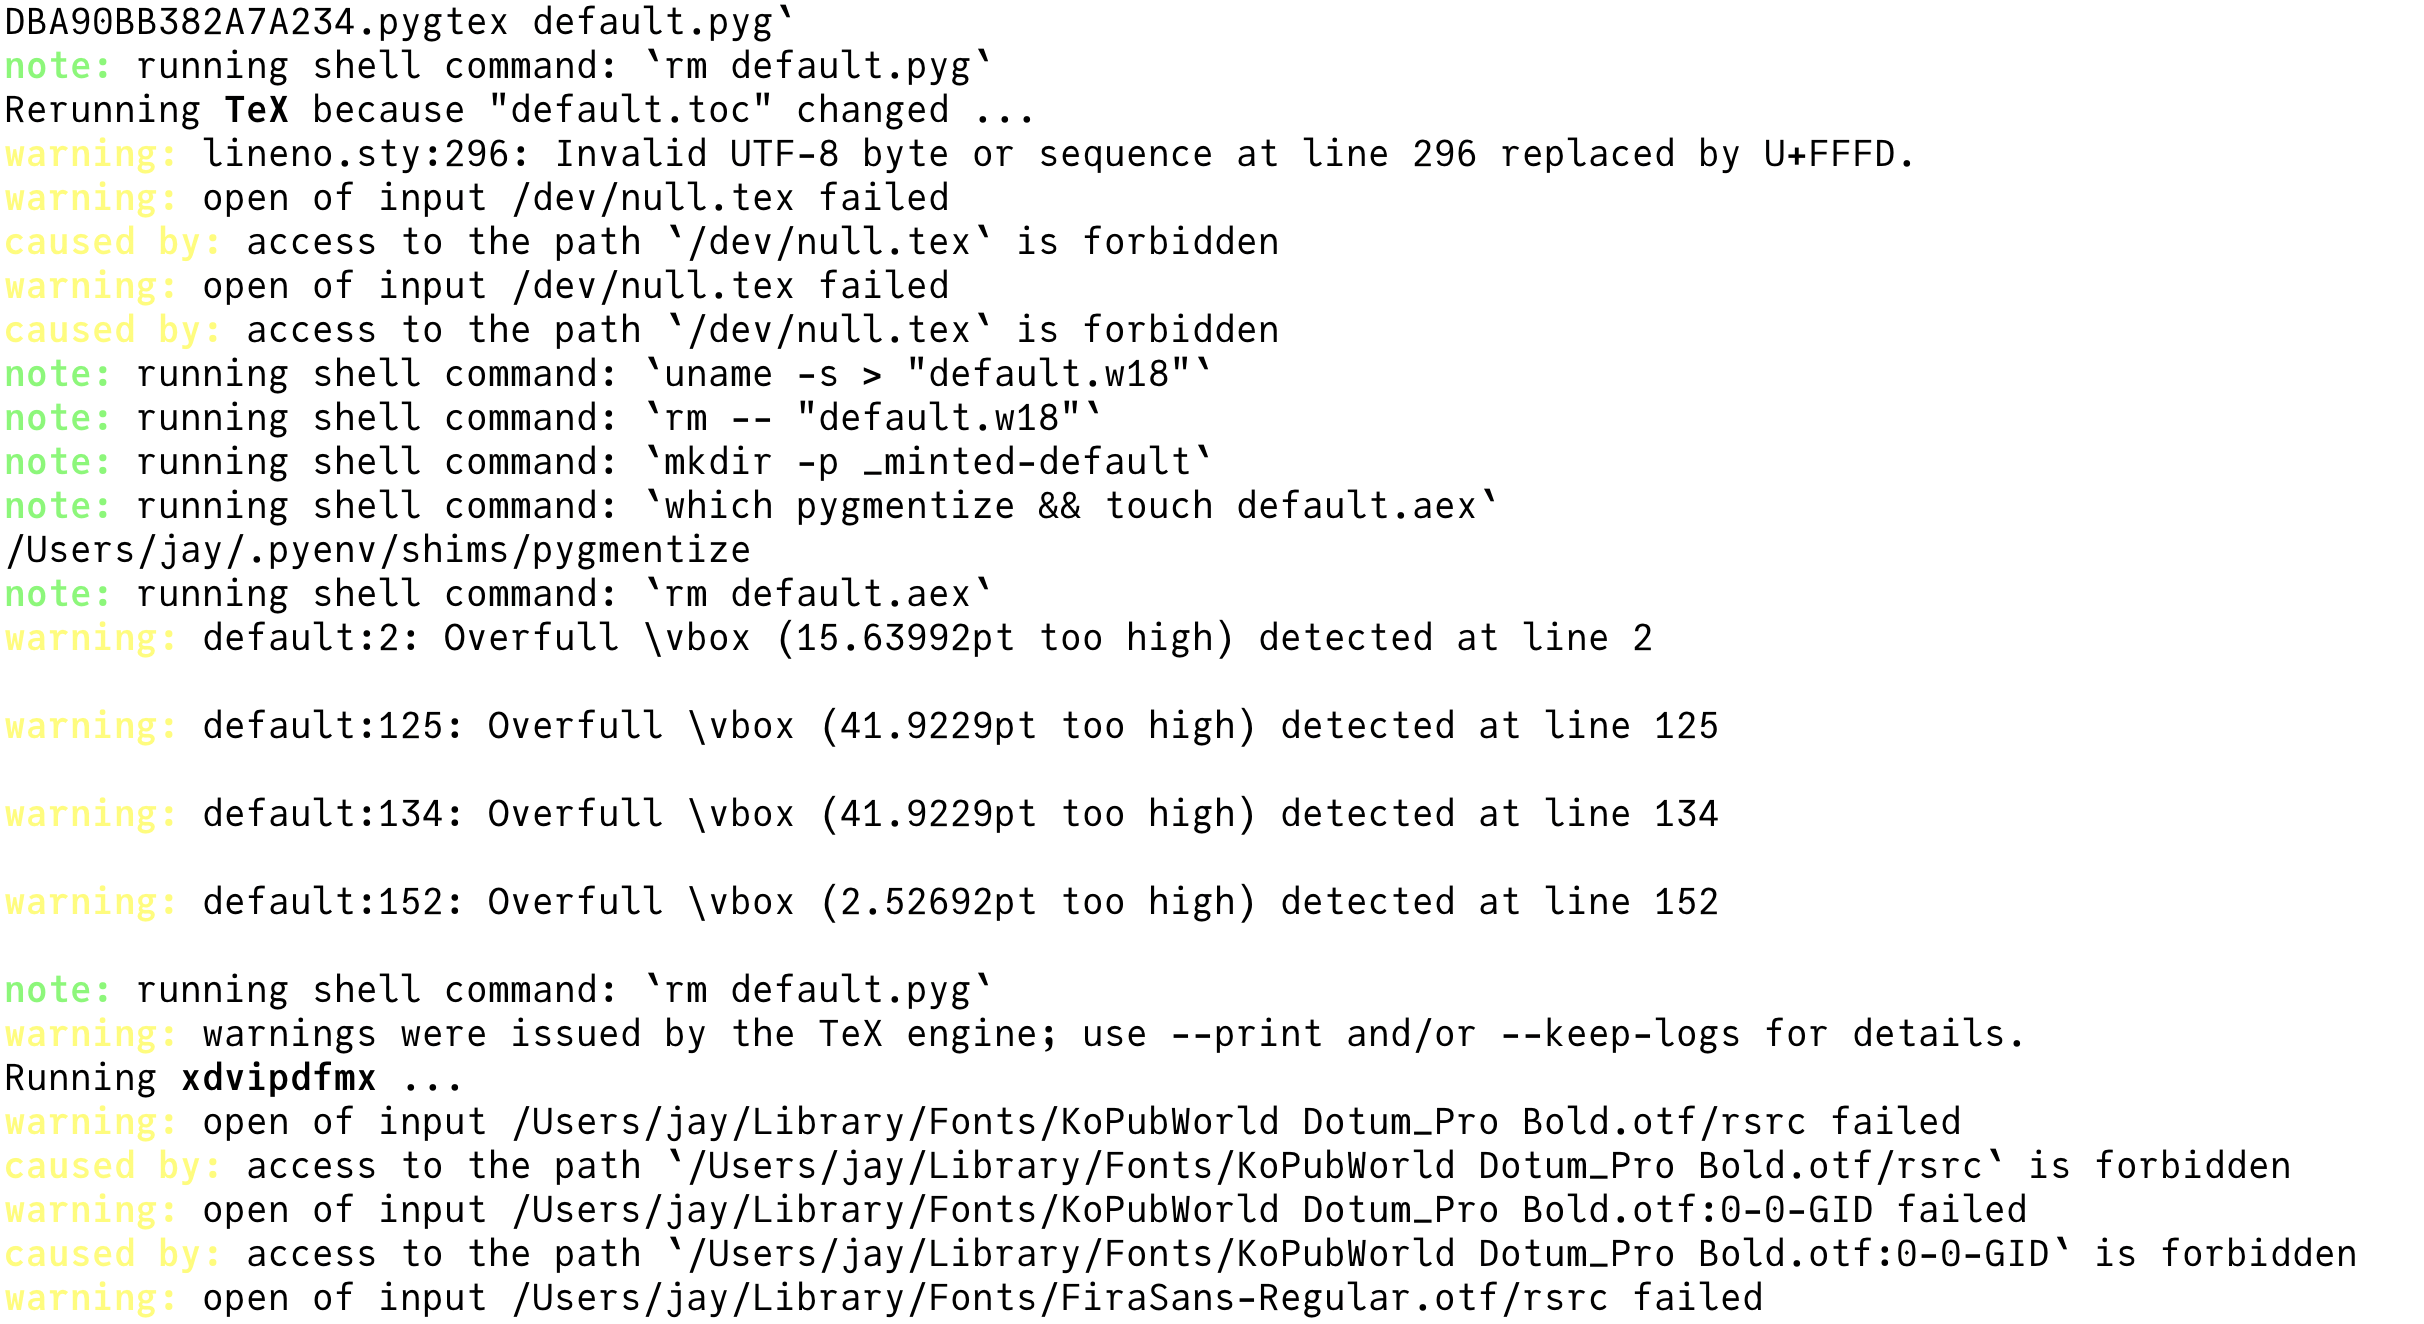 DBA90BB382A7A234.pygtex default.pyg`
note: running shell command: `rm default.pyg`
Rerunning TeX because "default.toc" changed ...
warning: lineno.sty:296: Invalid UTF-8 byte or sequence at line 296 replaced by U+FFFD.
warning: open of input /dev/null.tex failed
caused by: access to the path `/dev/null.tex` is forbidden
warning: open of input /dev/null.tex failed
caused by: access to the path `/dev/null.tex` is forbidden
note: running shell command: `uname -s > "default.w18"`
note: running shell command: `rm -- "default.w18"`
note: running shell command: `mkdir -p _minted-default`
note: running shell command: `which pygmentize && touch default.aex`
/Users/jay/.pyenv/shims/pygmentize
note: running shell command: `rm default.aex`
warning: default:2: Overfull \vbox (15.63992pt too high) detected at line 2
warning: default:125: Overfull \vbox (41.9229pt too high) detected at line 125
warning: default:134: Overfull \vbox (41.9229pt too high) detected at line 134
warning: default:152: Overfull \vbox (2.52692pt too high) detected at line 152
note: running shell command: `rm default.pyg`
warning: warnings were issued by the TeX engine; use --print and/or --keep-logs for details.
Running xdvipdfmx ...
warning: open of input /Users/jay/Library/Fonts/KoPubWorld Dotum_Pro Bold.otf/rsrc failed
caused by: access to the path `/Users/jay/Library/Fonts/KoPubWorld Dotum_Pro Bold.otf/rsrc` is forbidden
warning: open of input /Users/jay/Library/Fonts/KoPubWorld Dotum_Pro Bold.otf:0-0-GID failed
caused by: access to the path `/Users/jay/Library/Fonts/KoPubWorld Dotum_Pro Bold.otf:0-0-GID` is forbidden
warning: open of input /Users/jay/Library/Fonts/FiraSans-Regular.otf/rsrc failed